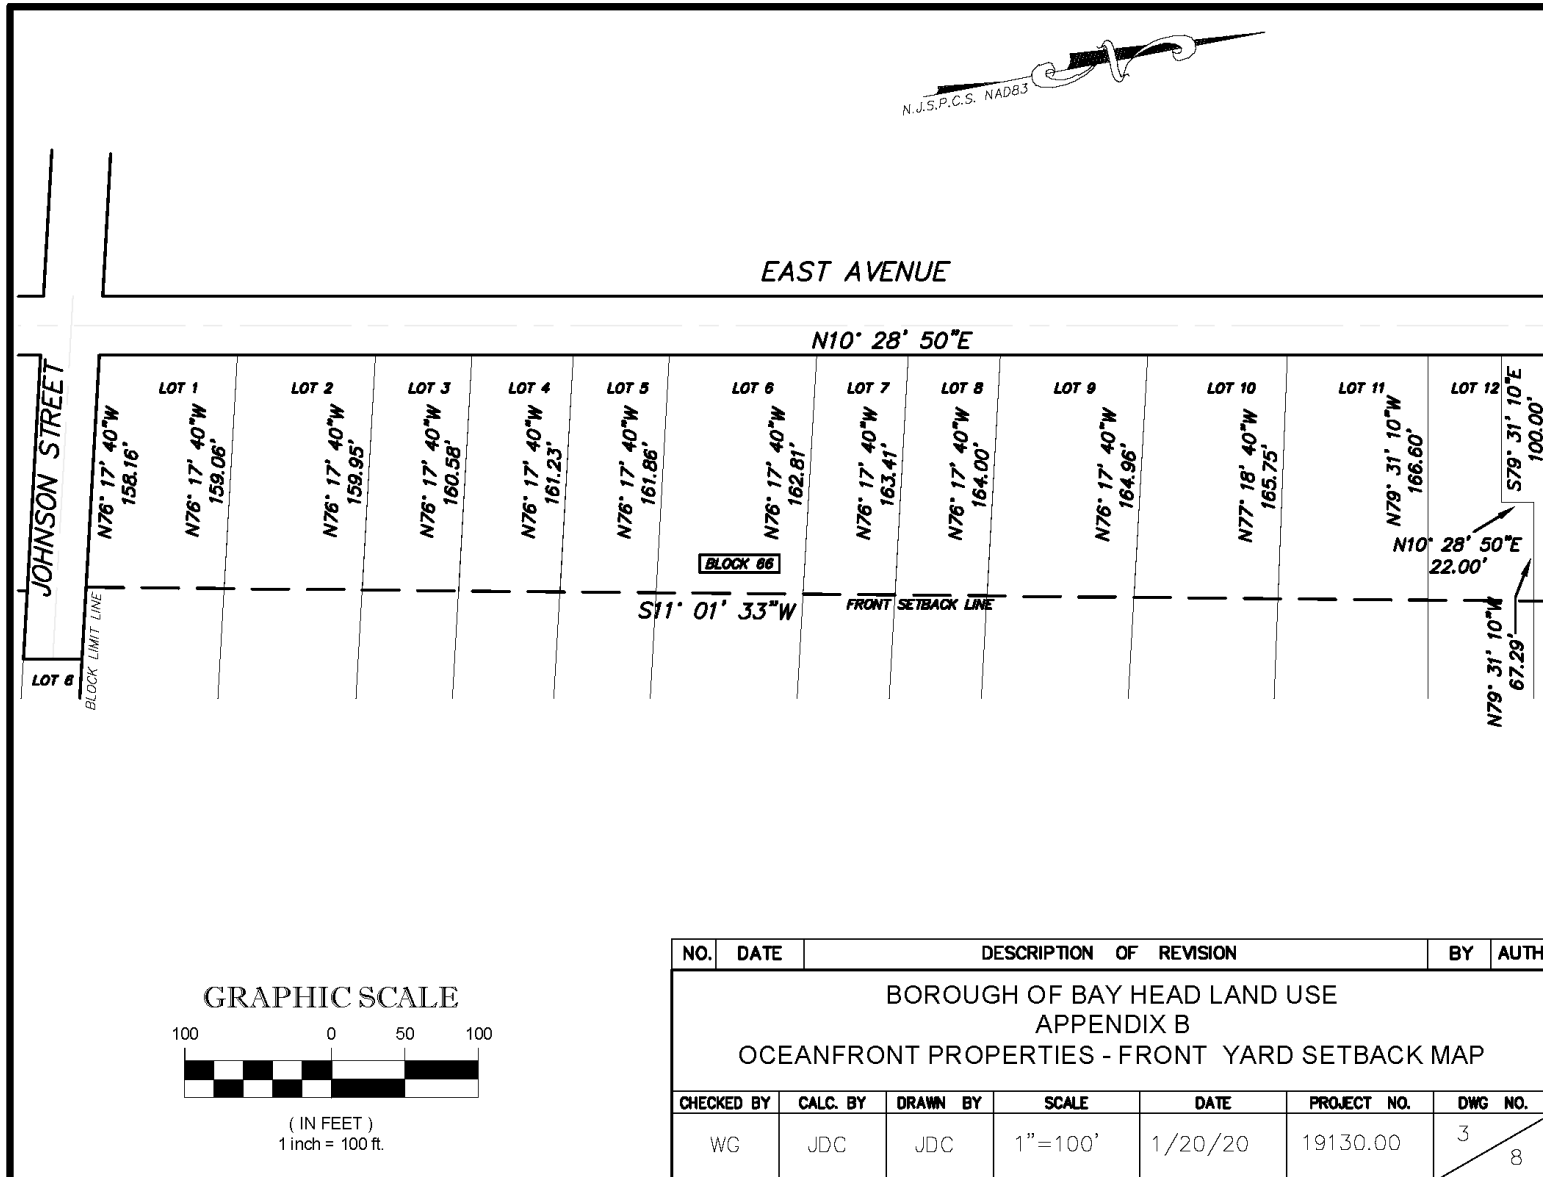 N.J.S.P.C.S. NAD83
EAST AVENUE
N10° 28' 50"E
JOHNSON STREET
LOT 1
LOT 2
LOT 3
LOT 4
LOT 5
LOT 6
LOT 7
LOT 8
LOT 9
LOT 10
LOT 11
LOT 12
N76° 17' 40"W
158.16'
N76° 17' 40"W
159.06'
N76° 17' 40"W
159.95'
N76° 17' 40"W
160.58'
N76° 17' 40"W
161.23'
N76° 17' 40"W
161.86'
N76° 17' 40"W
162.81'
N76° 17' 40"W
163.41'
N76° 17' 40"W
164.00'
N76° 17' 40"W
164.96'
N77° 18' 40"W
165.75'
N79° 31' 10"W
166.60'
S79° 31' 10"E
100.00'
N10° 28' 50"E
22.00'
N79° 31' 10"W
67.29'
BLOCK 66
S11° 01' 33"W
FRONT SETBACK LINE
BLOCK LIMIT LINE
LOT 6
GRAPHIC SCALE
100 0 50 100
( IN FEET )
1 inch = 100 ft.
NO. DATE DESCRIPTION OF REVISION BY AUTH
BOROUGH OF BAY HEAD LAND USE
APPENDIX B
OCEANFRONT PROPERTIES - FRONT YARD SETBACK MAP
CHECKED BY CALC. BY DRAWN BY SCALE DATE PROJECT NO. DWG NO.
WG JDC JDC 1"=100' 1/20/20 19130.00 3
8